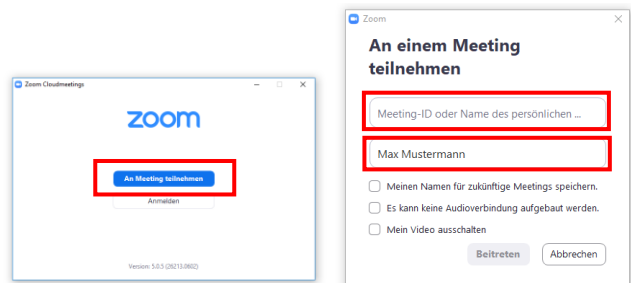 Zoom Cloudmeetings
zoom
An Meeting teilnehmen
Anmelden
Version: 5.0.5 (26213.0602)
Zoom
An einem Meeting
teilnehmen
Meeting-ID oder Name des persönlichen ...
Max Mustermann
Meinen Namen für zukünftige Meetings speichern.
Es kann keine Audioverbindung aufgebaut werden.
Mein Video ausschalten
Beitreten
Abbrechen